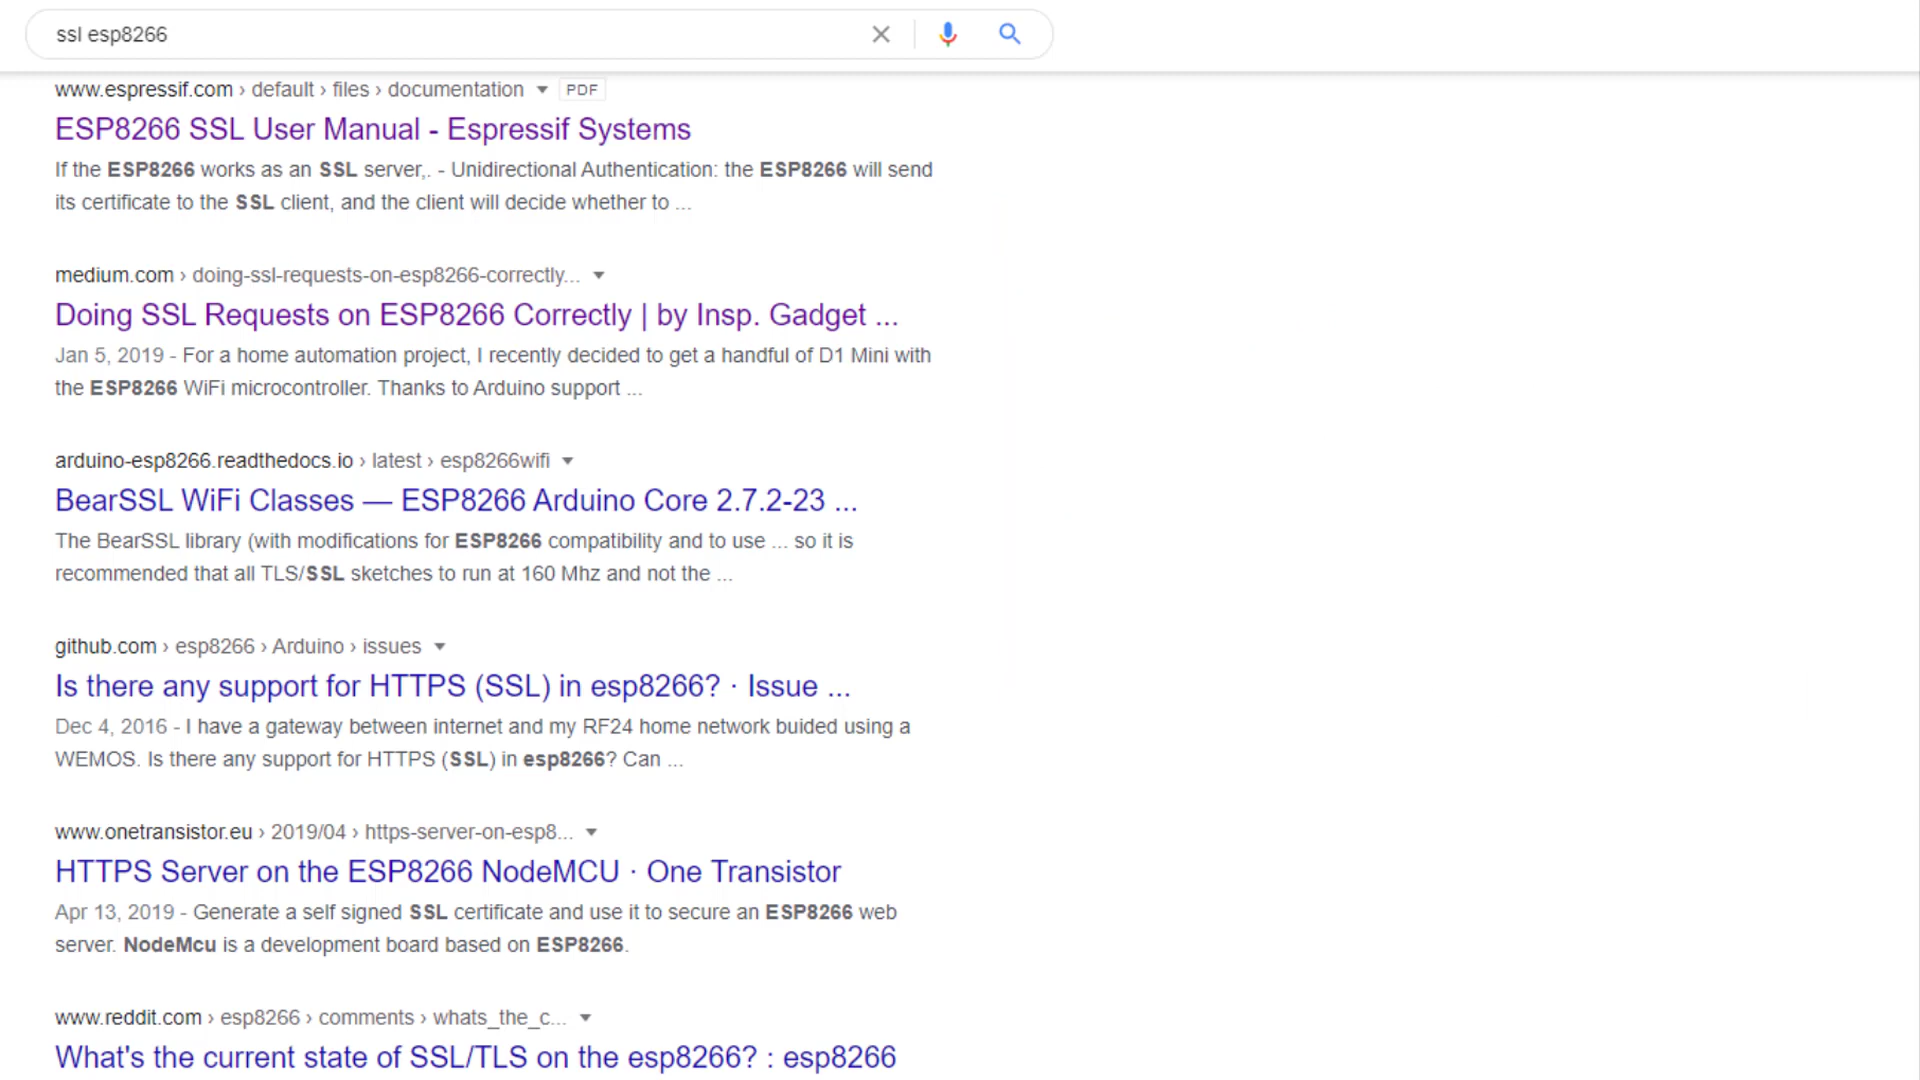 ssl esp8266
www.espressif.com › default › files › documentation PDF
ESP8266 SSL User Manual - Espressif Systems
If the ESP8266 works as an SSL server,. - Unidirectional Authentication: the ESP8266 will send
its certificate to the SSL client, and the client will decide whether to ...
medium.com › doing-ssl-requests-on-esp8266-correctly...
Doing SSL Requests on ESP8266 Correctly | by Insp. Gadget ...
Jan 5, 2019 - For a home automation project, I recently decided to get a handful of D1 Mini with
the ESP8266 WiFi microcontroller. Thanks to Arduino support ...
arduino-esp8266.readthedocs.io › latest › esp8266wifi
BearSSL WiFi Classes — ESP8266 Arduino Core 2.7.2-23 ...
The BearSSL library (with modifications for ESP8266 compatibility and to use ... so it is
recommended that all TLS/SSL sketches to run at 160 Mhz and not the ...
github.com › esp8266 › Arduino › issues
Is there any support for HTTPS (SSL) in esp8266? · Issue ...
Dec 4, 2016 - I have a gateway between internet and my RF24 home network buided using a
WEMOS. Is there any support for HTTPS (SSL) in esp8266? Can ...
www.onetransistor.eu › 2019/04 › https-server-on-esp8...
HTTPS Server on the ESP8266 NodeMCU · One Transistor
Apr 13, 2019 - Generate a self signed SSL certificate and use it to secure an ESP8266 web
server. NodeMcu is a development board based on ESP8266.
www.reddit.com › esp8266 › comments › whats_the_c...
What's the current state of SSL/TLS on the esp8266? : esp8266